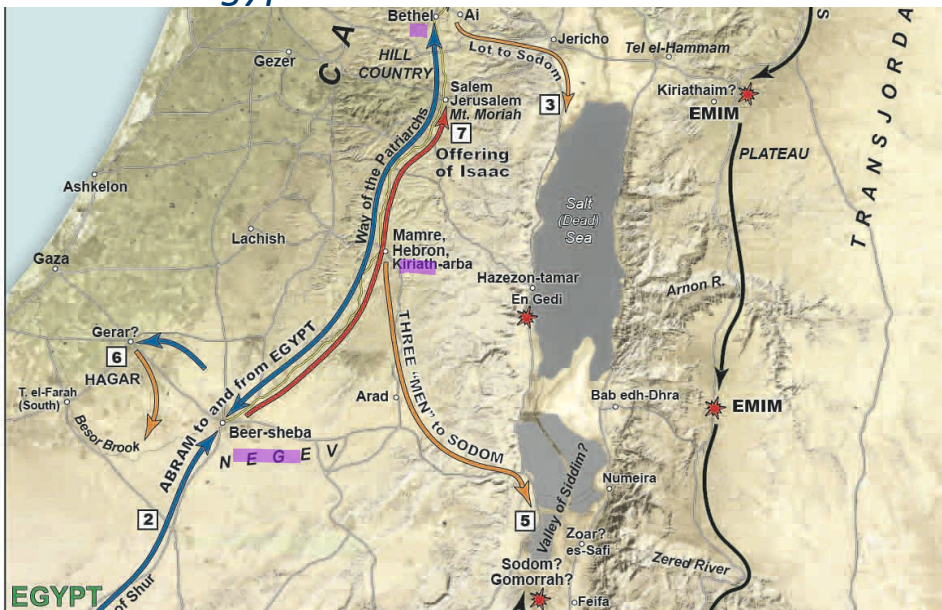 Bethel
Ai
Jericho
Tel el-Hammam
S
Gezer
C A
HILL
COUNTRY
Lot to Sodom
Kiriathaim?
EMIM
Salem
Jerusalem
Mt. Moriah
3
7
Offering
of Isaac
PLATEAU
TRANSJORDA
Ashkelon
Way of the Patriarchs
Salt
(Dead)
Sea
Lachish
Mamre,
Hebron,
Kiriath-arba
Gaza
Hazezon-tamar
En Gedi
Arnon R.
Gerar?
6
HAGAR
ABRAM to and from EGYPT
THREE "MEN" to SODOM
T. el-Farah
(South)
Besor Brook
Arad
Bab edh-Dhra
EMIM
Beer-sheba
NEGEV
Numeira
Valley of Siddim?
2
5
Zoar?
es-Safi
Sodom?
Gomorrah?
Zered River
EGYPT
of Shur
Feifa